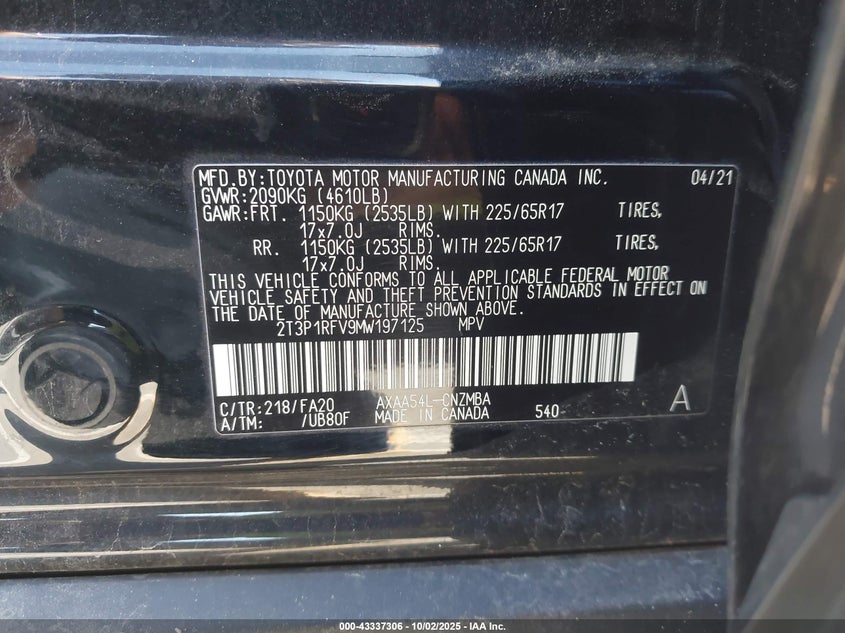 MFD.BY:TOYOTA MOTOR MANUFACTURING CANADA INC. 04/21
GVWR:2090KG (4610LB)
GAWR:FRT. 1150KG (2535LB) WITH 225/65R17 TIRES,
17x7.0J RIMS.
RR. 1150KG (2535LB) WITH 225/65R17 TIRES,
17x7.0J RIMS.
THIS VEHICLE CONFORMS TO ALL APPLICABLE FEDERAL MOTOR
VEHICLE SAFETY AND THEFT PREVENTION STANDARDS IN EFFECT ON
THE DATE OF MANUFACTURE SHOWN ABOVE.
2T3P1RFV9MW197125 MPV
C/TR:218/FA20 AXAA54L-CNZMBA A
A/TM: /UB80F MADE IN CANADA 540-
000-43337306 - 10/02/2025 - IAA Inc.